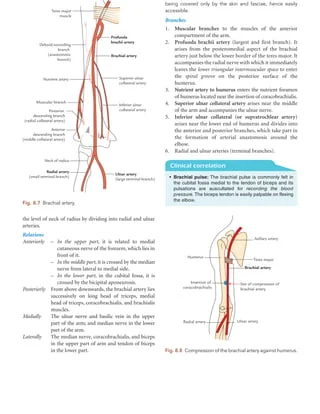 Teres major
muscle
Deltoid/ascending
branch
(anastomotic
branch)
Nutrient artery
Muscular branch
Posterior
descending branch
(radial collateral artery)
Anterior
descending branch
(middle collateral artery)
Neck of radius
Radial artery
(small terminal branch)
Profunda
brachii artery
Brachial artery
Superior ulnar
collateral artery
Inferior ulnar
collateral artery
Ulnar artery
(large terminal branch)
Fig. 8.7 Brachial artery.
the level of neck of radius by dividing into radial and ulnar
arteries.
Relations
Anteriorly – In the upper part, it is related to medial
cutaneous nerve of the forearm, which lies in
front of it.
– In the middle part, it is crossed by the median
nerve from lateral to medial side.
– In the lower part, in the cubital fossa, it is
crossed by the bicipital aponeurosis.
Posteriorly From above downwards, the brachial artery lies
successively on long head of triceps, medial
head of triceps, coracobrachialis, and brachialis
muscles.
Medially The ulnar nerve and basilic vein in the upper
part of the arm; and median nerve in the lower
part of the arm.
Laterally The median nerve, coracobrachialis, and biceps
in the upper part of arm and tendon of biceps
in the lower part.
being covered only by the skin and fasciae, hence easily
accessible.
Branches
1. Muscular branches to the muscles of the anterior
compartment of the arm.
2. Profunda brachii artery (largest and first branch). It
arises from the posteromedial aspect of the brachial
artery just below the lower border of the teres major. It
accompanies the radial nerve with which it immediately
leaves the lower triangular intermuscular space to enter
the spiral groove on the posterior surface of the
humerus.
3. Nutrient artery to humerus enters the nutrient foramen
of humerus located near the insertion of coracobrachialis.
4. Superior ulnar collateral artery arises near the middle
of the arm and accompanies the ulnar nerve.
5. Inferior ulnar collateral (or supratrochlear artery)
arises near the lower end of humerus and divides into
the anterior and posterior branches, which take part in
the formation of arterial anastomosis around the
elbow.
6. Radial and ulnar arteries (terminal branches).
Clinical correlation
• Brachial pulse: The brachial pulse is commonly felt in
the cubital fossa medial to the tendon of biceps and its
pulsations are auscultated for recording the blood
pressure. The biceps tendon is easily palpable on flexing
the elbow.
Axillary artery
Humerus
Teres major
Brachial artery
Insertion of
coracobrachialis
Site of compression of
brachial artery
Radial artery
Ulnar artery
Fig. 8.8 Compression of the brachial artery against humerus.